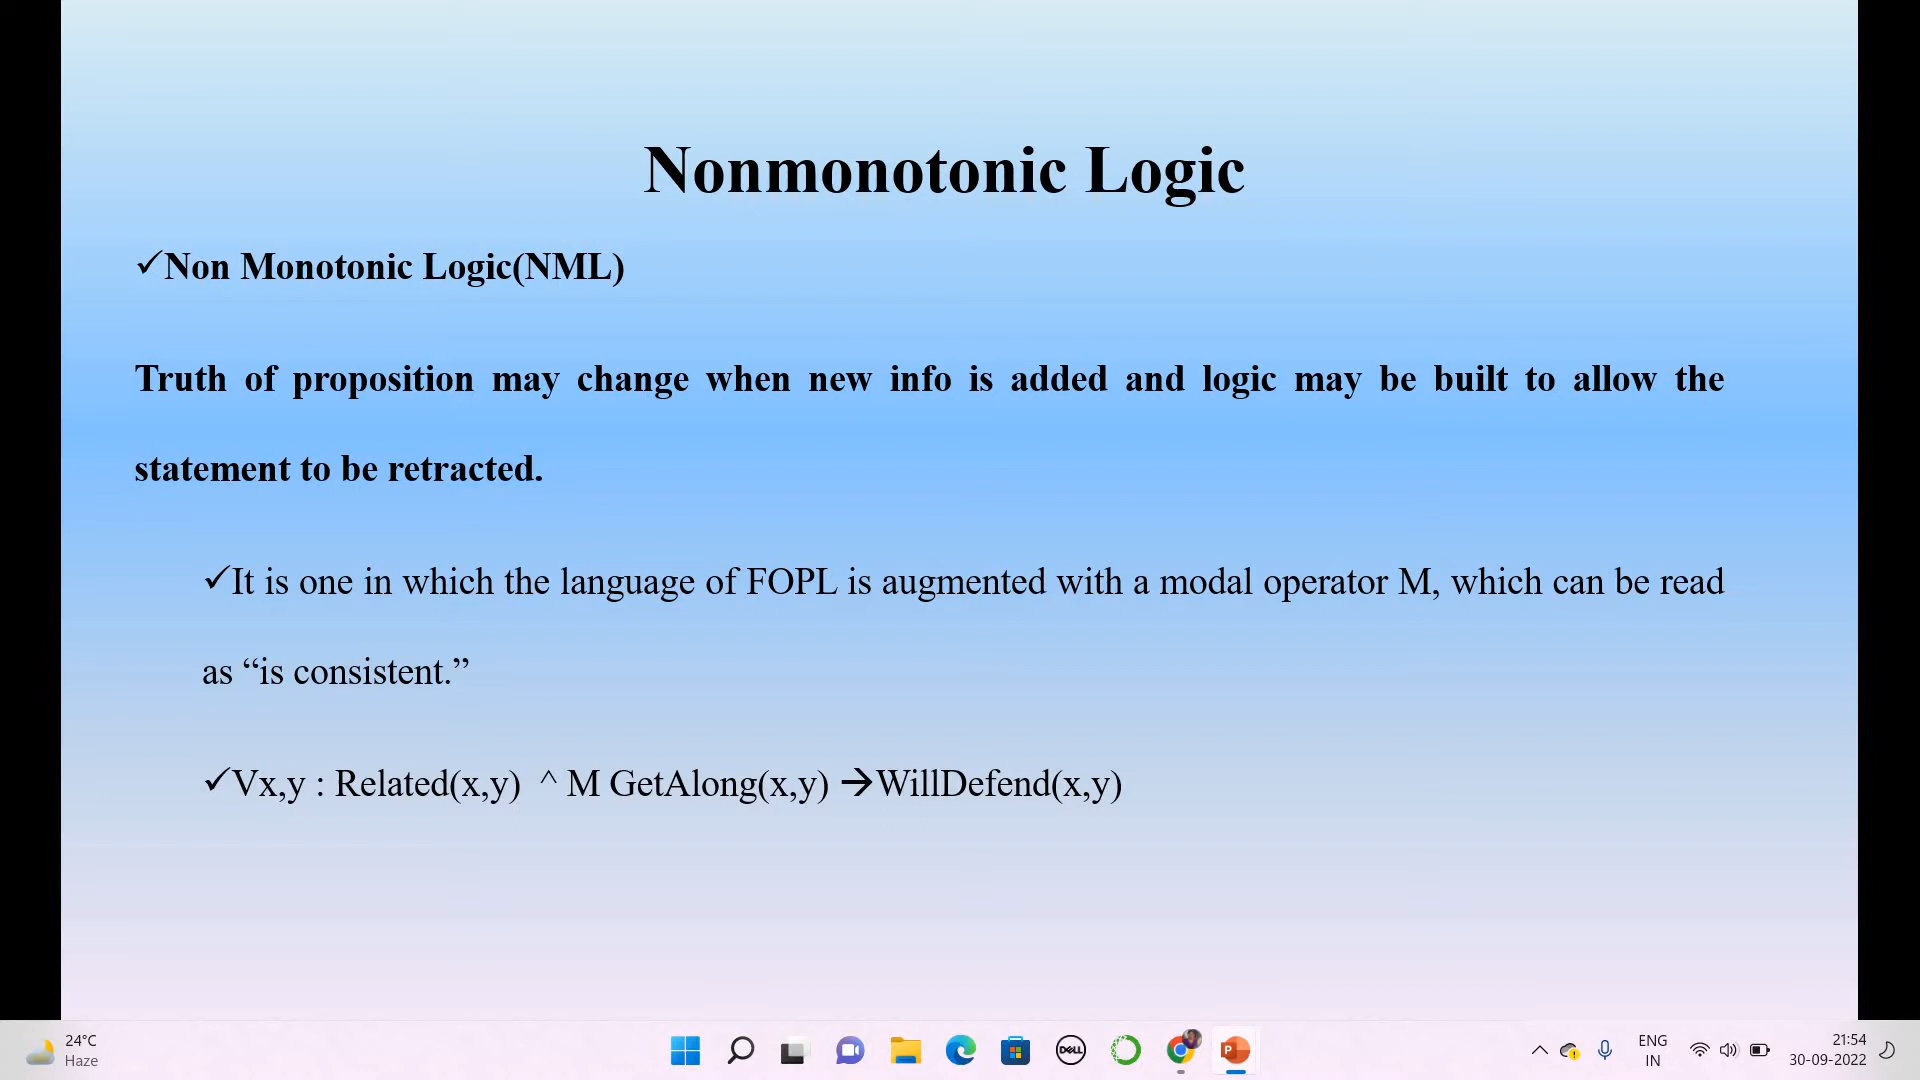 Nonmonotonic Logic
✓Non Monotonic Logic(NML)
Truth of proposition may change when new info is added and logic may be built to allow the
statement to be retracted.
✓It is one in which the language of FOPL is augmented with a modal operator M, which can be read
as “is consistent.”
✓Vx,y : Related(x,y) ^ M GetAlong(x,y) →WillDefend(x,y)
24°C
Haze
DELL
P
ENG
IN
21:54
30-09-2022